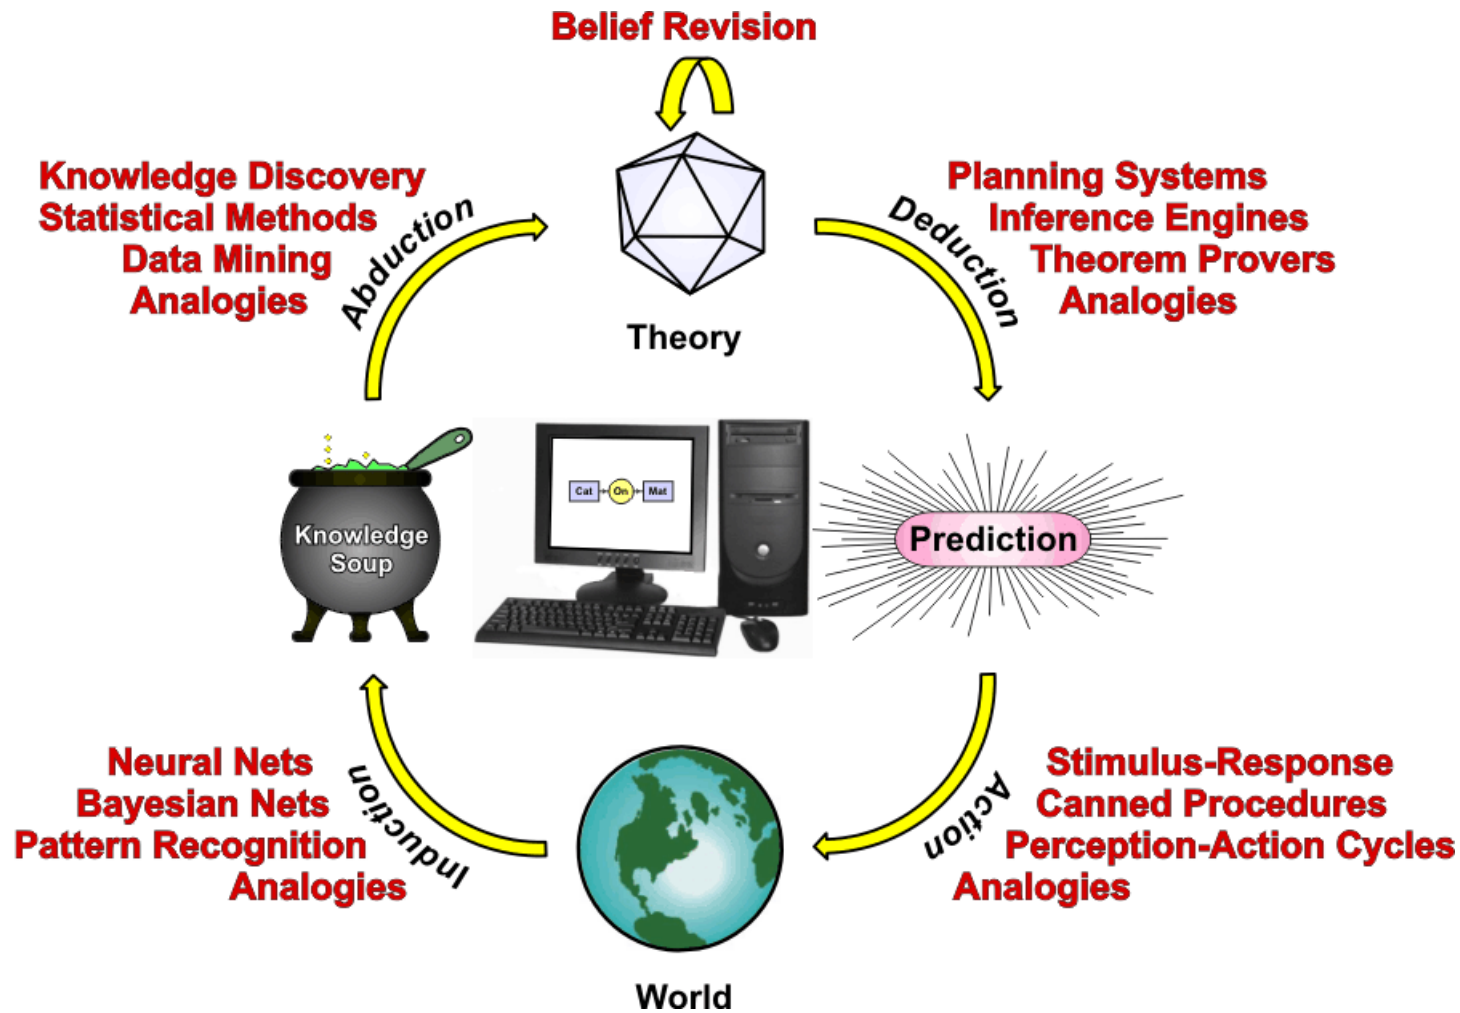 Belief Revision
Knowledge Discovery
Statistical Methods
Data Mining
Analogies
Abduction
Deduction
Planning Systems
Inference Engines
Theorem Provers
Analogies
Theory
Knowledge
Soup
Cat
On
Mat
Prediction
Neural Nets
Bayesian Nets
Pattern Recognition
Analogies
Induction
Action
Stimulus-Response
Canned Procedures
Perception-Action Cycles
Analogies
World